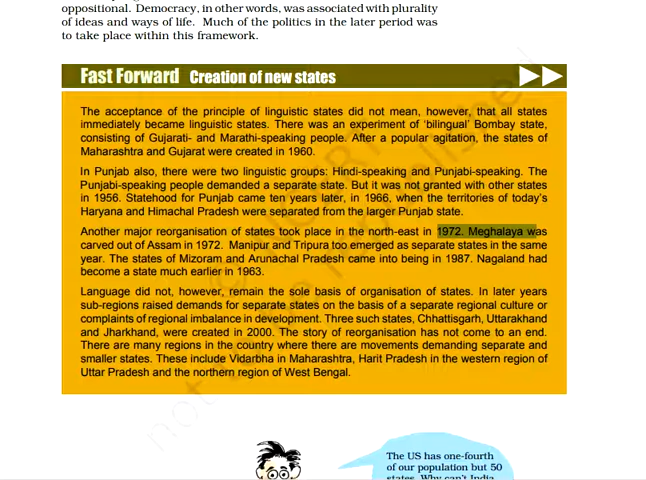 oppositional. Democracy, in other words, was associated with plurality
of ideas and ways of life. Much of the politics in the later period was
to take place within this framework.
Fast Forward Creation of new states
The acceptance of the principle of linguistic states did not mean, however, that all states
immediately became linguistic states. There was an experiment of 'bilingual' Bombay state,
consisting of Gujarati- and Marathi-speaking people. After a popular agitation, the states of
Maharashtra and Gujarat were created in 1960.
In Punjab also, there were two linguistic groups: Hindi-speaking and Punjabi-speaking. The
Punjabi-speaking people demanded a separate state. But it was not granted with other states
in 1956. Statehood for Punjab came ten years later, in 1966, when the territories of today's
Haryana and Himachal Pradesh were separated from the larger Punjab state.
Another major reorganisation of states took place in the north-east in 1972. Meghalaya was
carved out of Assam in 1972. Manipur and Tripura too emerged as separate states in the same
year. The states of Mizoram and Arunachal Pradesh came into being in 1987. Nagaland had
become a state much earlier in 1963.
Language did not, however, remain the sole basis of organisation of states. In later years
sub-regions raised demands for separate states on the basis of a separate regional culture or
complaints of regional imbalance in development. Three such states, Chhattisgarh, Uttarakhand
and Jharkhand, were created in 2000. The story of reorganisation has not come to an end.
There are many regions in the country where there are movements demanding separate and
smaller states. These include Vidarbha in Maharashtra, Harit Pradesh in the western region of
Uttar Pradesh and the northern region of West Bengal.
The US has one-fourth
of our population but 50
states. Why can't India